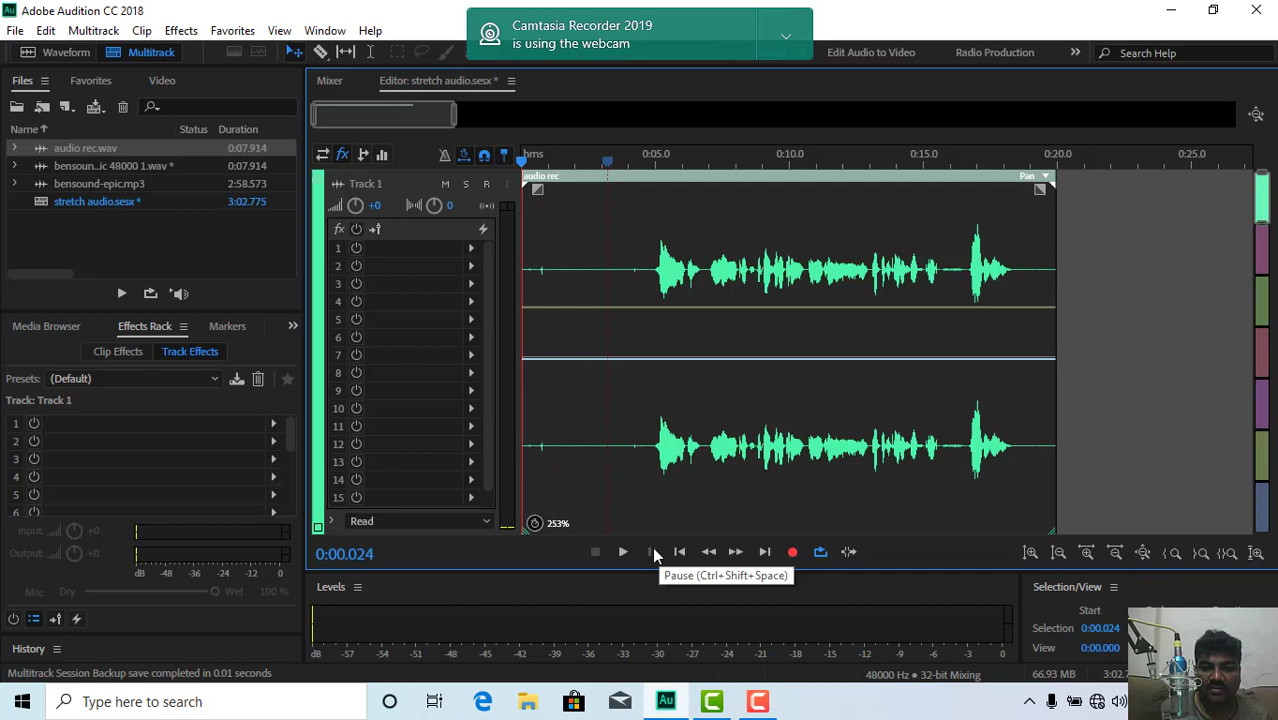 Au Adobe Audition CC 2018
Camtasia Recorder 2019
is using the webcam
File Edit Multitrack Clip Effects Favorites View Window Help
Waveform Multitrack Edit Audio to Video Radio Production Search Help
Files Favorites Video
Mixer Editor: stretch audio.sesx *
Name Status Duration
audio rec.wav 0:07.914
bensoun...ic 48000 1.wav * 0:07.914
bensound-epic.mp3 2:58.573
stretch audio.sesx * 3:02.775
hms 0:05.0 0:10.0 0:15.0 0:20.0 0:25.0
audio rec Pan
Track 1 M S R I
+0 0
fx
1
2
3
4
5
6
7
8
9
10
11
12
13
14
15
Read
253%
Media Browser Effects Rack Markers
Clip Effects Track Effects
Presets: (Default)
Track: Track 1
1
2
3
4
5
6
Input: +0
Output: +0
dB -48 -36 -24 -12 0
Mix: Dry Wet 100 %
History
0:00.024
Pause (Ctrl+Shift+Space)
Levels
dB -57 -54 -51 -48 -45 -42 -39 -36 -33 -30 -27 -24 -21 -18 -15 -12 -9 -6 -3 0
Selection/View
Start
Selection 0:00.024
View 0:00.000
Multitrack Session Backup save completed in 0.01 seconds
48000 Hz 32-bit Mixing 66.93 MB 3:02
Type here to search
Au